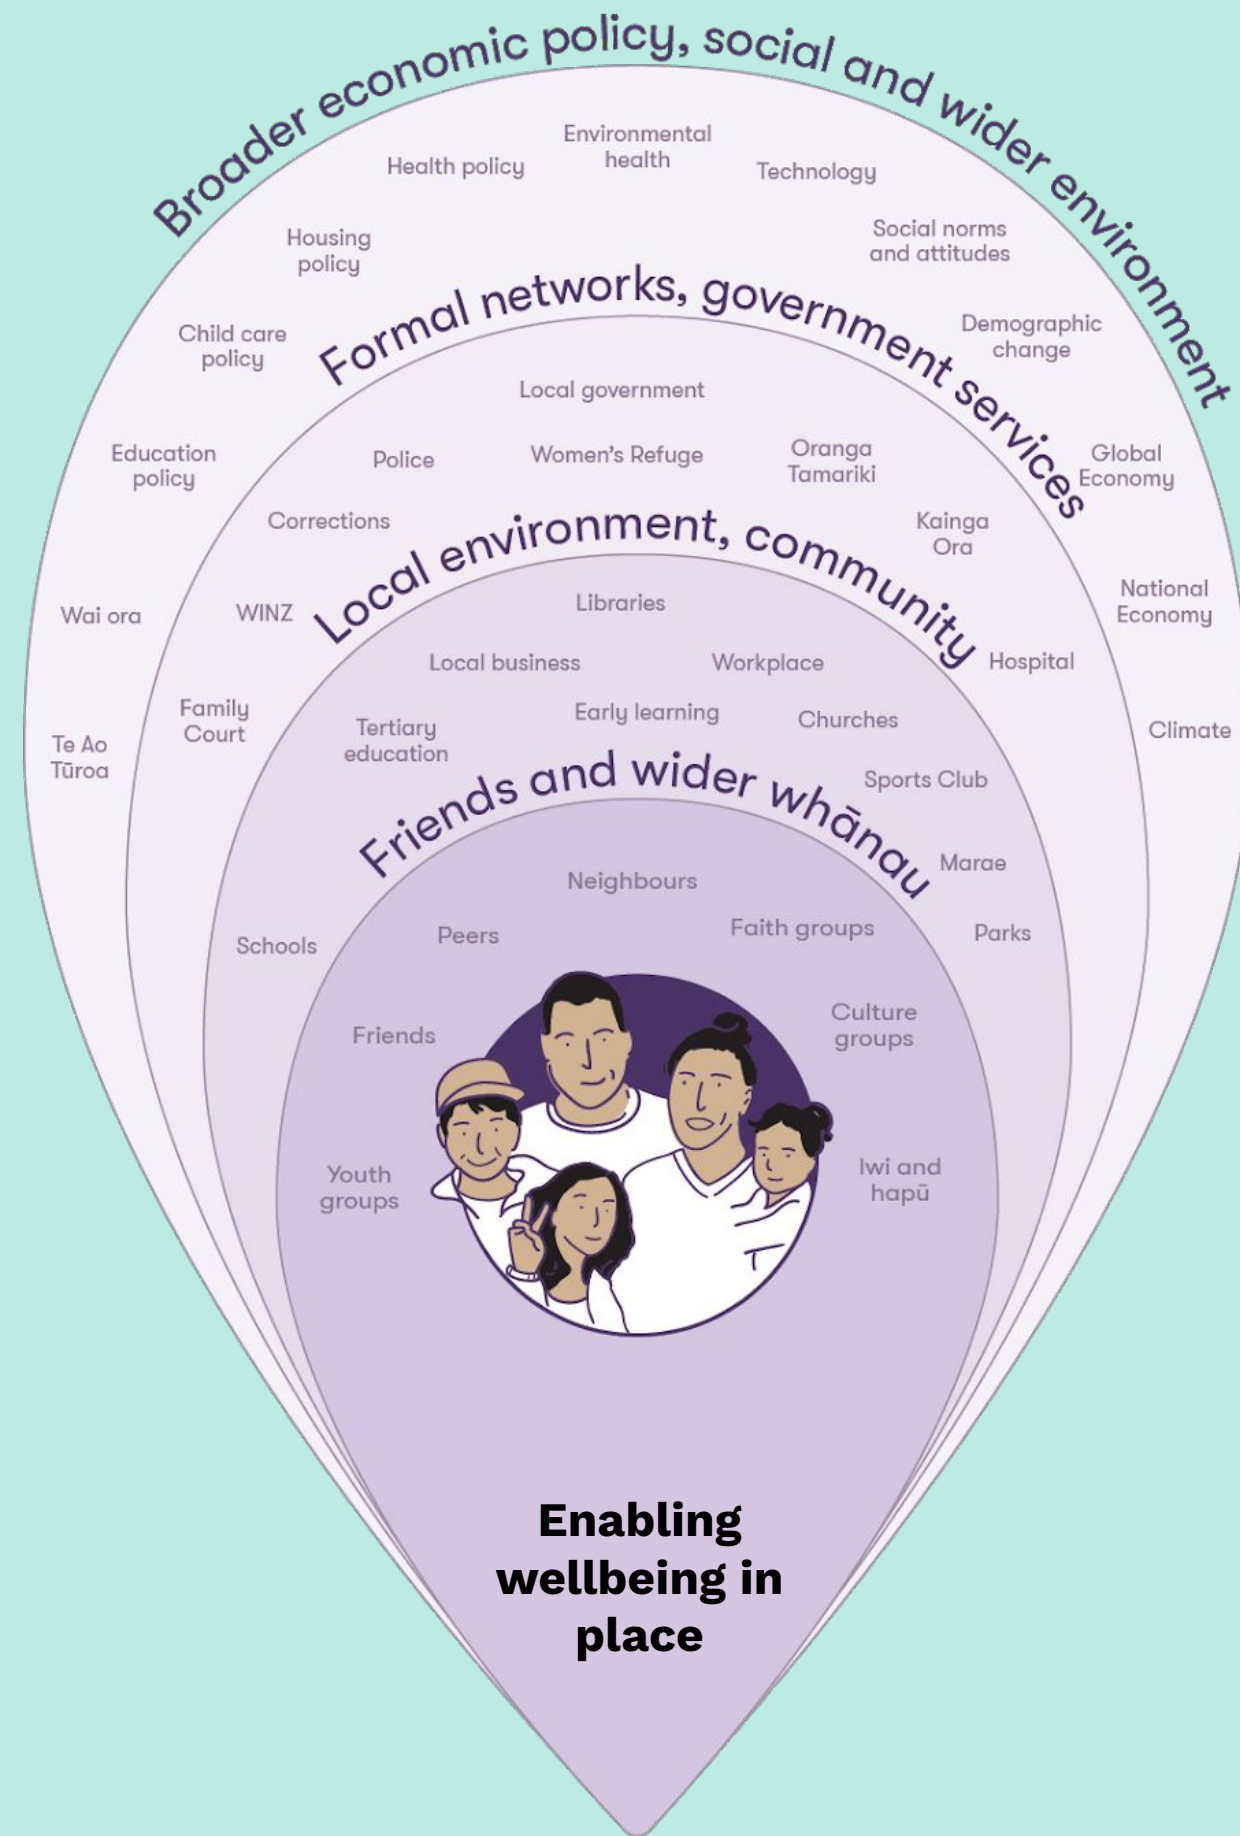 Broader economic policy, social and wider environment
Environmental
health
Health policy
Technology
Housing
policy
Social norms
and attitudes
Child care
policy
Demographic
change
Education
policy
Global
Economy
Wai ora
National
Economy
Te Ao
Tūroa
Climate
Formal networks, government services
Local government
Police
Women's Refuge
Oranga
Tamariki
Corrections
Kainga
Ora
WINZ
Hospital
Family
Court
Local environment, community
Libraries
Local business
Workplace
Tertiary
education
Early learning
Churches
Sports Club
Marae
Schools
Parks
Friends and wider whānau
Neighbours
Peers
Faith groups
Friends
Culture
groups
Youth
groups
Iwi and
hapū
Enabling
wellbeing in
place